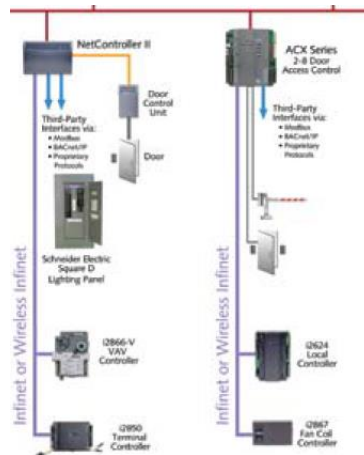 NetController II
Door
Control
Unit
Third-Party
Interfaces via:
• Modbox
• BACnet/IP
• Proprietary
Protocols
Door
Schneider Electric
Square D
Lighting Panel
Infinet or Wireless Infinet
i2866-V
VAV
Controller
i2850
Terminal
Controller
ACX Series
2-8 Door
Access Control
Third-Party
Interfaces via:
• Modbox
• BACnet/IP
• Proprietary
Protocols
Infinet or Wireless Infinet
i2624
Local
Controller
i2867
Fan Coil
Controller